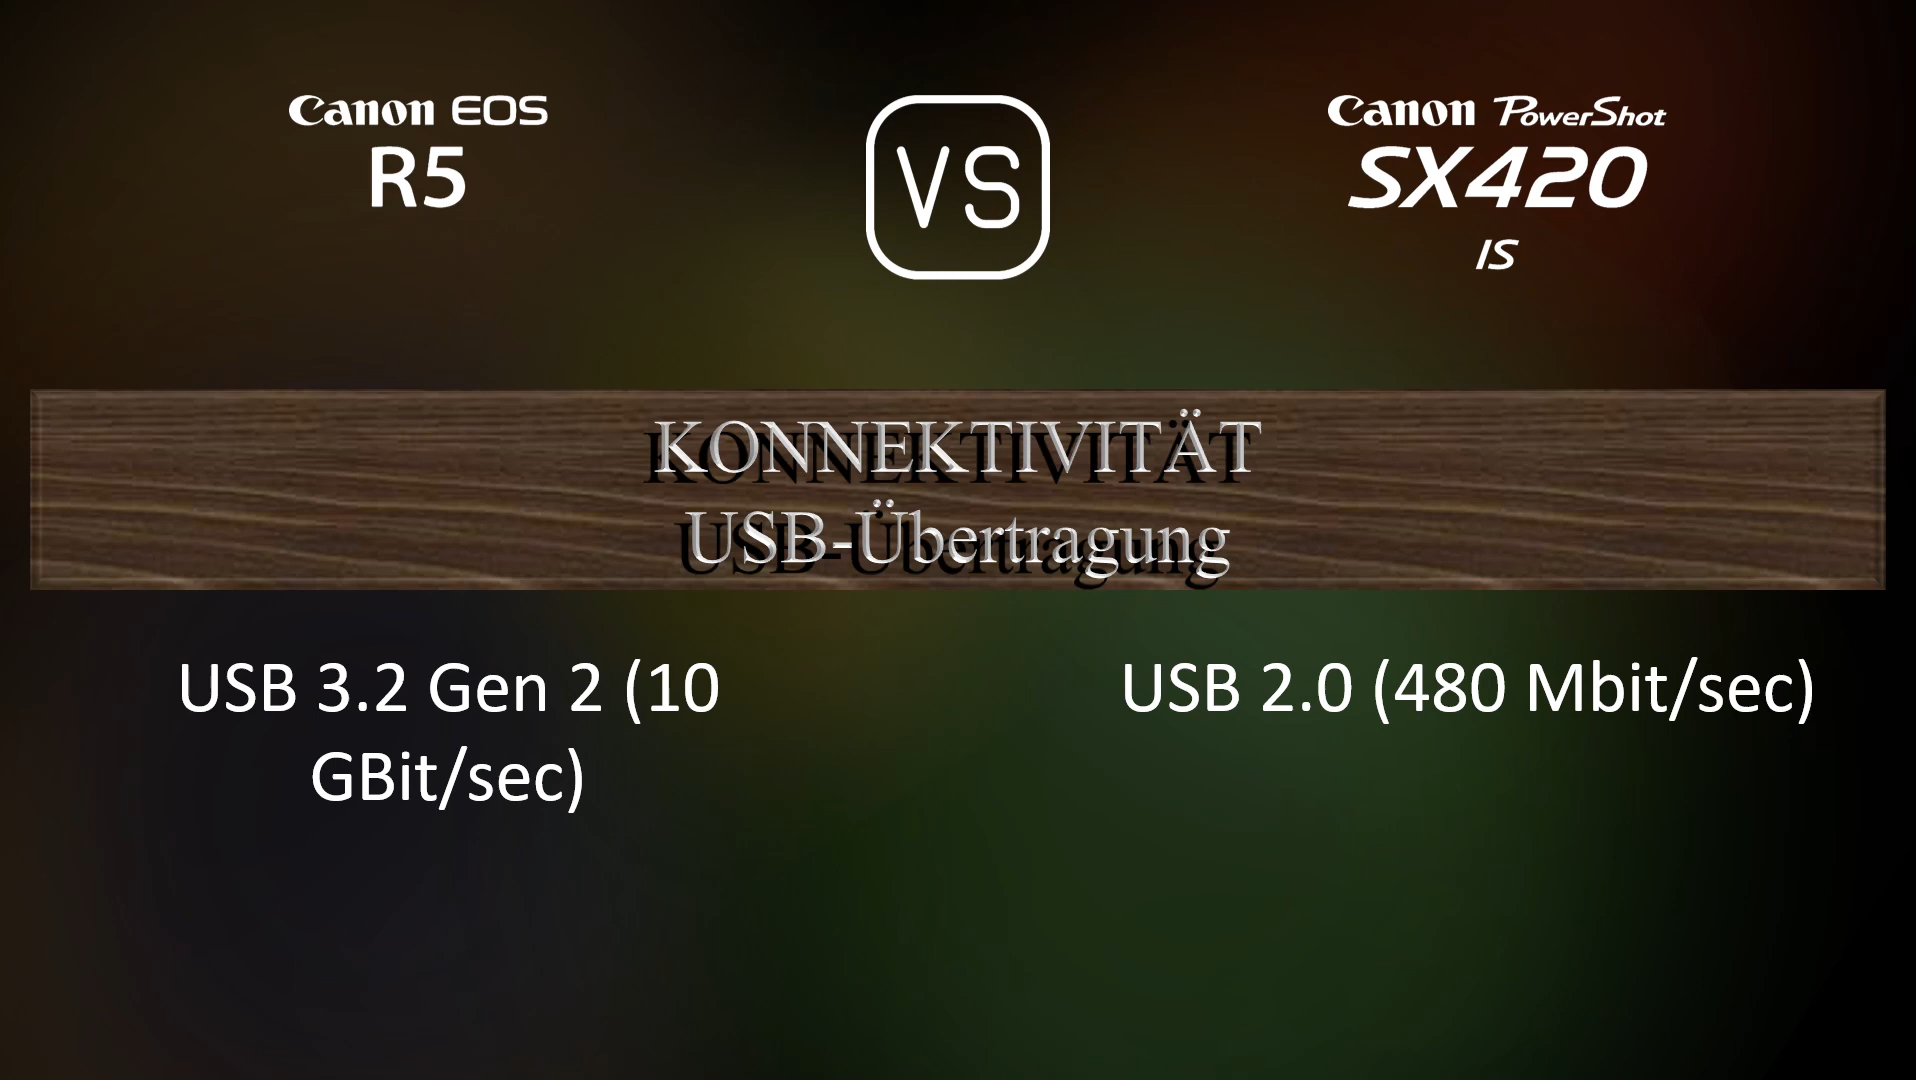 Canon EOS
R5
VS
Canon PowerShot
SX420
IS
KONNEKTIVITÄT
USB-Übertragung
USB 3.2 Gen 2 (10
GBit/sec)
USB 2.0 (480 Mbit/sec)